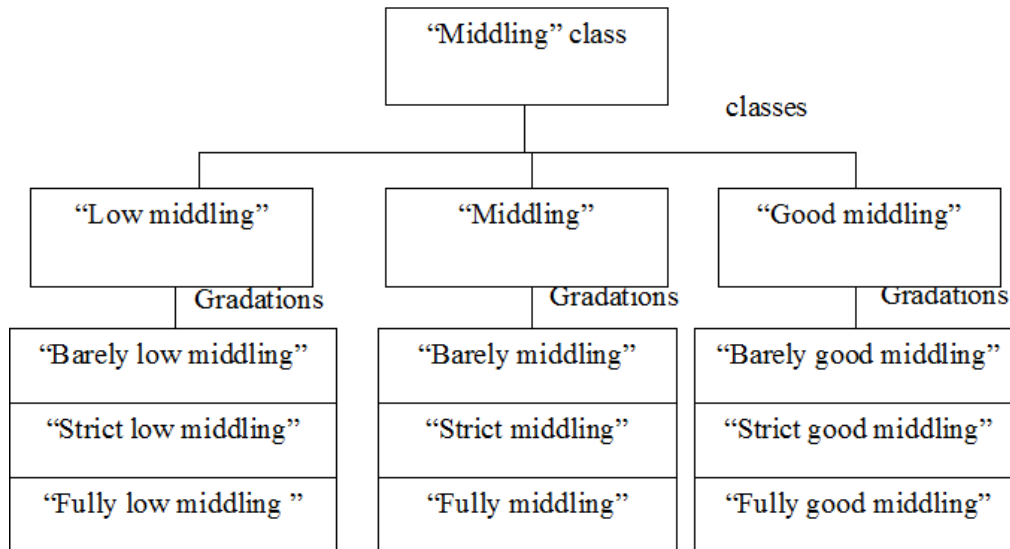 “Middling” class
classes
“Low middling”
“Middling”
“Good middling”
Gradations
Gradations
Gradations
“Barely low middling”
“Barely middling”
“Barely good middling”
“Strict low middling”
“Strict middling”
“Strict good middling”
“Fully low middling ”
“Fully middling”
“Fully good middling”